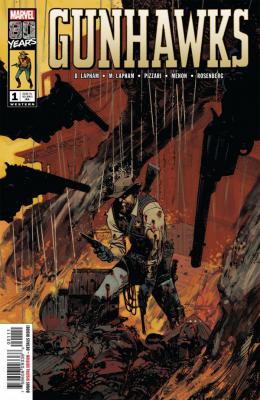 MARVEL
80
YEARS
GUNHAWKS
D. LAPHAM • M. LAPHAM • PIZZARI • MENON • ROSENBERG
1
WESTERN